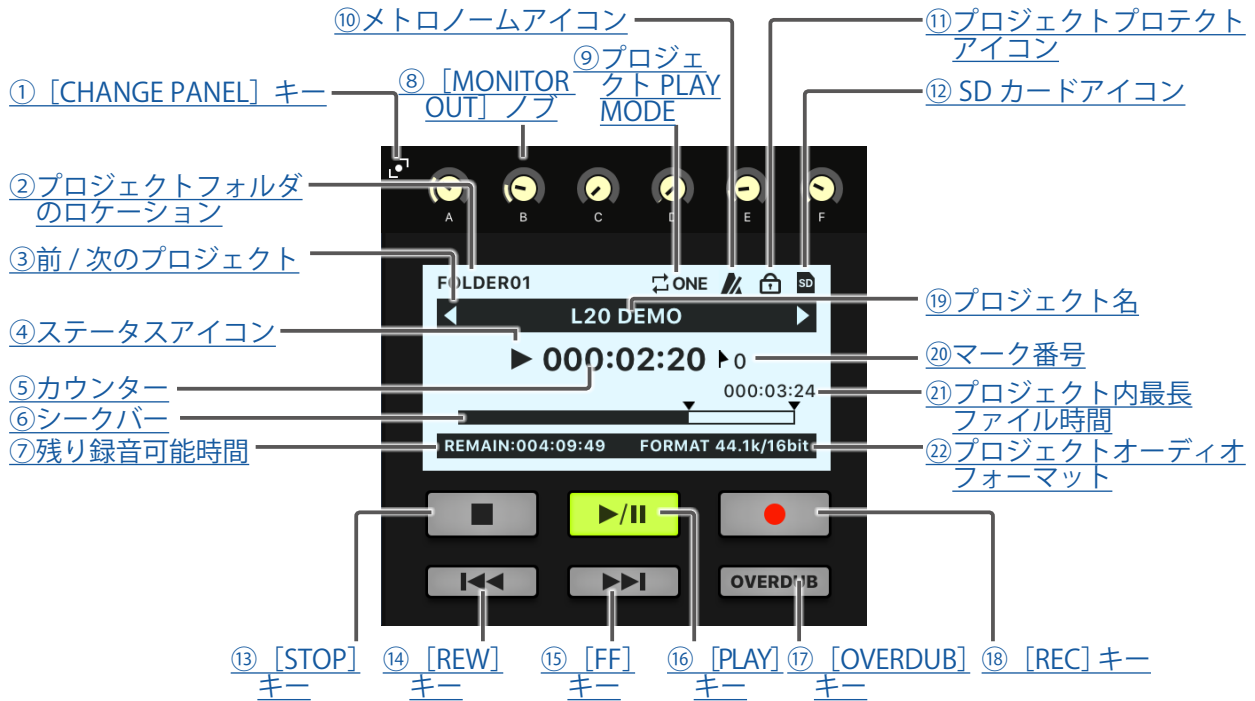 ⑩メトロノームアイコン
⑪プロジェクトプロテクト
アイコン
⑨プロジェ
クト PLAY
MODE
①［CHANGE PANEL］キー
⑧［MONITOR
OUT］ノブ
⑫ SD カードアイコン
②プロジェクトフォルダ
のロケーション
A
B
C
D
E
F
③前 / 次のプロジェクト
FOLDER01
ONE
SD
L20 DEMO
⑲プロジェクト名
④ステータスアイコン
000:02:20
0
⑳マーク番号
⑤カウンター
000:03:24
㉑プロジェクト内最長
ファイル時間
⑥シークバー
⑦残り録音可能時間
REMAIN:004:09:49
FORMAT 44.1k/16bit
㉒プロジェクトオーディオ
フォーマット
OVERDUB
⑬［STOP］
キー
⑭［REW］
キー
⑮［FF］
キー
⑯［PLAY］
キー
⑰［OVERDUB］
キー
⑱［REC］キー